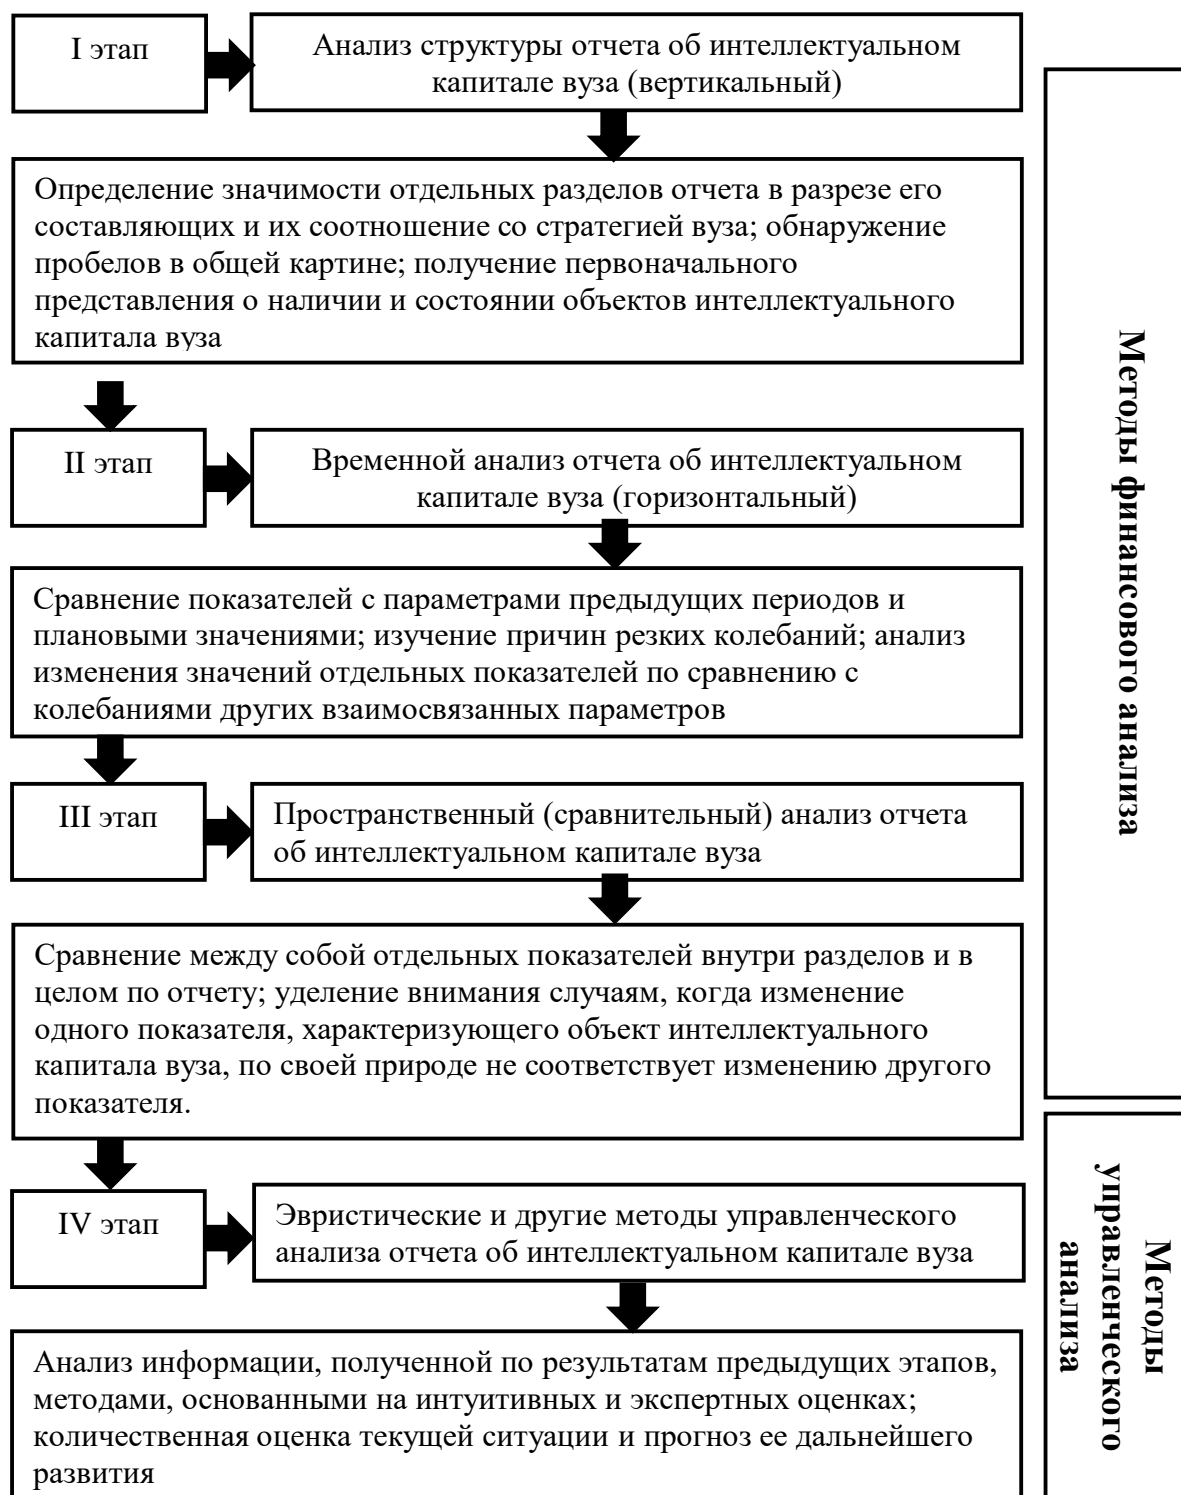 I этап
Анализ структуры отчета об интеллектуальном
капитале вуза (вертикальный)
Определение значимости отдельных разделов отчета в разрезе его
составляющих и их соотношение со стратегией вуза; обнаружение
пробелов в общей картине; получение первоначального
представления о наличии и состоянии объектов интеллектуального
капитала вуза
II этап
Временной анализ отчета об интеллектуальном
капитале вуза (горизонтальный)
Сравнение показателей с параметрами предыдущих периодов и
плановыми значениями; изучение причин резких колебаний; анализ
изменения значений отдельных показателей по сравнению с
колебаниями других взаимосвязанных параметров
III этап
Пространственный (сравнительный) анализ отчета
об интеллектуальном капитале вуза
Сравнение между собой отдельных показателей внутри разделов и в
целом по отчету; уделение внимания случаям, когда изменение
одного показателя, характеризующего объект интеллектуального
капитала вуза, по своей природе не соответствует изменению другого
показателя.
IV этап
Эвристические и другие методы управленческого
анализа отчета об интеллектуальном капитале вуза
Анализ информации, полученной по результатам предыдущих этапов,
методами, основанными на интуитивных и экспертных оценках;
количественная оценка текущей ситуации и прогноз ее дальнейшего
развития
Методы финансового анализа
Методы
управленческого
анализа